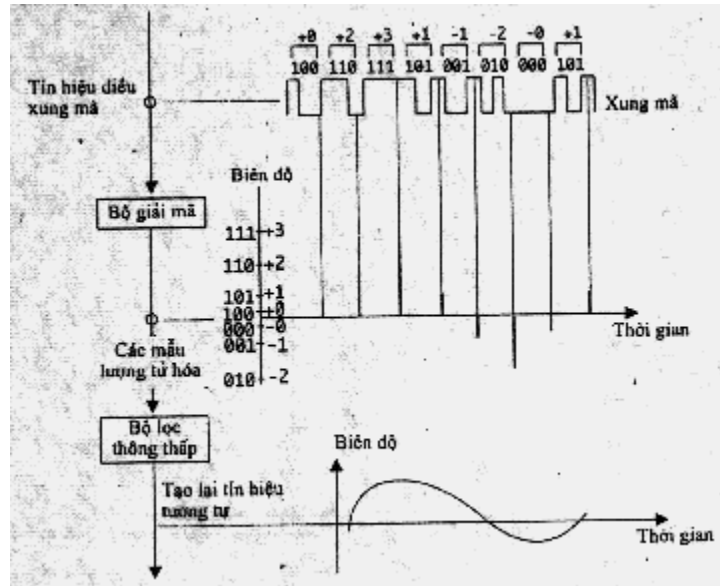 +0 +2 +3 +1 -1 -2 -0 +1
100 110 111 101 001 010 000 101
Tín hiệu điều
xung mã
Xung mã
Biên độ
Bộ giải mã
111 +3
110 +2
101 +1
100 +0
000 -0
001 -1
010 -2
Thời gian
Các mẫu
lượng tử hóa
Bộ lọc
thông thấp
Biên độ
Tạo lại tín hiệu
tương tự
Thời gian